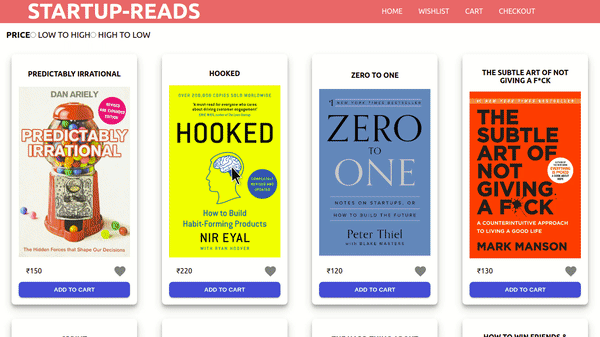 STARTUP-READS
HOME WISHLIST CART CHECKOUT
PRICE LOW TO HIGH HIGH TO LOW
PREDICTABLY IRRATIONAL
DAN ARIELY
REVISED AND EXPANDED EDITION
PREDICTABLY
IRRATIONAL
The Hidden Forces that Shape Our Decisions
₹150
ADD TO CART
HOOKED
OVER 200,000 COPIES SOLD WORLDWIDE
HOOKED
COMPLETELY REVISED AND UPDATED
How to Build
Habit-Forming Products
NIR EYAL
WITH RYAN HOOVER
₹220
ADD TO CART
ZERO TO ONE
#1 NEW YORK TIMES BESTSELLER
ZERO
TO
ONE
NOTES ON STARTUPS, OR
HOW TO BUILD THE FUTURE
Peter Thiel
WITH BLAKE MASTERS
₹120
ADD TO CART
THE SUBTLE ART OF NOT
GIVING A F*CK
#1 NEW YORK TIMES BESTSELLER
THE
SUBTLE
ART OF
NOT
GIVING
A F CK
A COUNTERINTUITIVE APPROACH
TO LIVING A GOOD LIFE
MARK MANSON
₹130
ADD TO CART
HOW TO WIN FRIENDS &